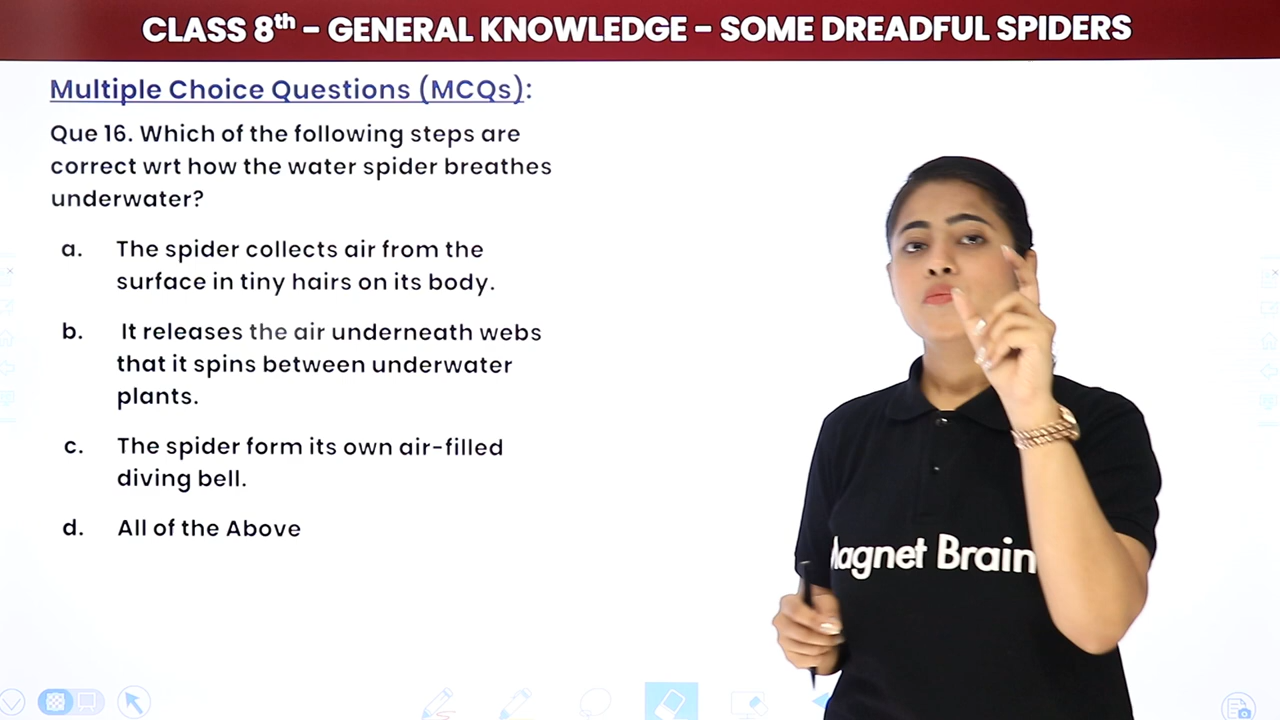 CLASS 8th – GENERAL KNOWLEDGE – SOME DREADFUL SPIDERS
Multiple Choice Questions (MCQs):
Que 16. Which of the following steps are
correct wrt how the water spider breathes
underwater?
a. The spider collects air from the
surface in tiny hairs on its body.
b. It releases the air underneath webs
that it spins between underwater
plants.
c. The spider form its own air-filled
diving bell.
d. All of the Above
agnet Brain